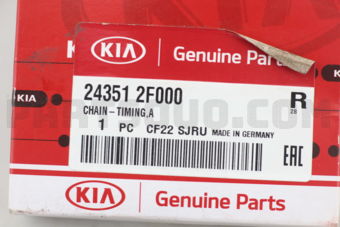 KIA Genuine Parts
KIA
24351 2F000
CHAIN-TIMING,A
1 PC CF22 SJRU MADE IN GERMANY
R
28
EAC
KIA Genuine Parts